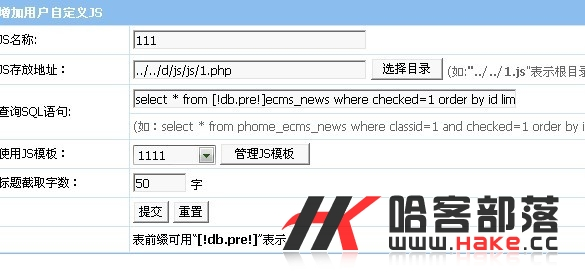 增加用户自定义JS
JS名称: 111
JS存放地址： ../../d/js/js/1.php 选择目录 (如:"../../1.js"表示根目录
查询SQL语句: select * from [!db.pre!]ecms_news where checked=1 order by id lim
(如：select * from phome_ecms_news where classid=1 and checked=1 order by i
使用JS模板： 1111 管理JS模板
标题截取字数： 50 字
提交 重置
表前缀可用"[!db.pre!]"表示
哈客部落
www.Hake.cc